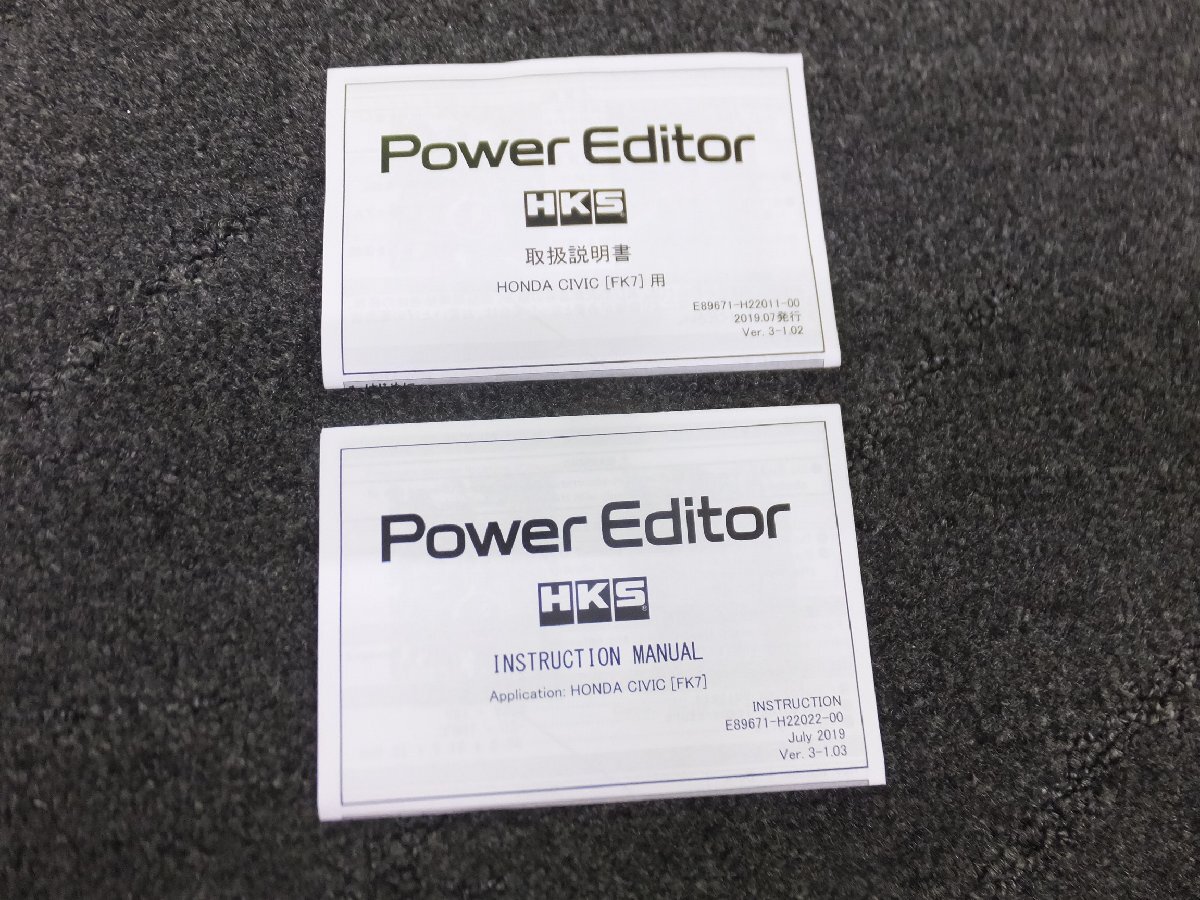 Power Editor
HKS
取扱説明書
HONDA CIVIC [FK7] 用
E89671-H22011-00
2019.07発行
Ver. 3-1.02
Power Editor
HKS®
INSTRUCTION MANUAL
Application: HONDA CIVIC [FK7]
INSTRUCTION
E89671-H22022-00
July 2019
Ver. 3-1.03